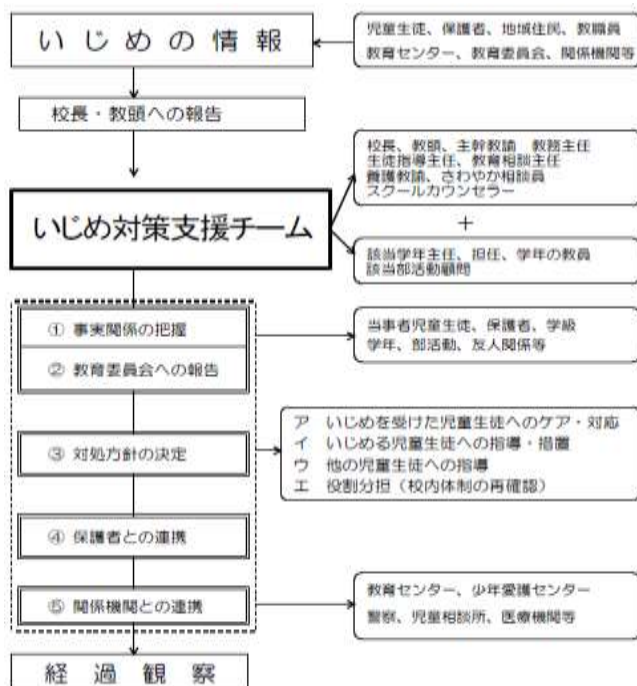 いじめの情報
児童生徒、保護者、地域住民、教職員
教育センター、教育委員会、関係機関等
校長・教頭への報告
校長、教頭、主幹教諭　教務主任
生徒指導主任、教育相談主任
養護教諭、さわやか相談員
スクールカウンセラー
+
いじめ対策支援チーム
該当学年主任、担任、学年の教員
該当部活動顧問
① 事実関係の把握
② 教育委員会への報告
当事者児童生徒、保護者、学級
学年、部活動、友人関係等
③ 対処方針の決定
ア　いじめを受けた児童生徒へのケア・対応
イ　いじめる児童生徒への指導・措置
ウ　他の児童生徒への指導
エ　役割分担（校内体制の再確認）
④ 保護者との連携
⑤ 関係機関との連携
教育センター、少年愛護センター
警察、児童相談所、医療機関等
経過観察